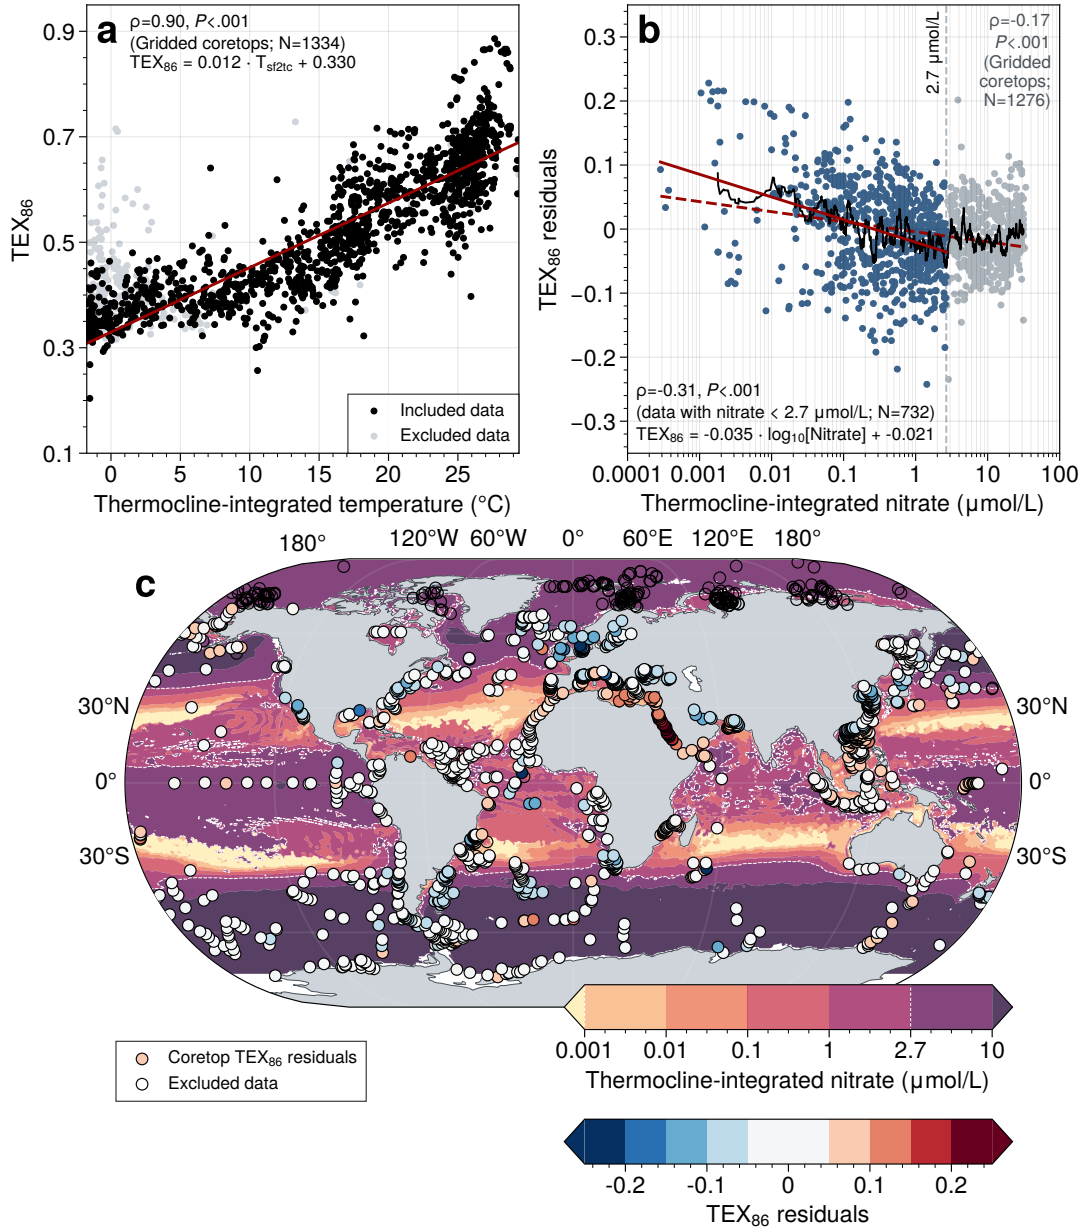 a
ρ=0.90, P<.001
(Gridded coretops; N=1334)
TEX86 = 0.012 · Tsf2tc + 0.330
0.9
0.7
0.5
0.3
0.1
TEX86
Included data
Excluded data
0 5 10 15 20 25
Thermocline-integrated temperature (°C)
b
2.7 μmol/L
ρ=-0.17
P<.001
(Gridded
coretops;
N=1276)
0.3
0.2
0.1
0
−0.1
−0.2
−0.3
TEX86 residuals
ρ=-0.31, P<.001
(data with nitrate < 2.7 μmol/L; N=732)
TEX86 = -0.035 · log10[Nitrate] + -0.021
0.0001 0.001 0.01 0.1 1 10 100
Thermocline-integrated nitrate (μmol/L)
c
180° 120°W 60°W 0° 60°E 120°E 180°
30°N 30°N
0° 0°
30°S 30°S
0.001 0.01 0.1 1 2.7 10
Thermocline-integrated nitrate (μmol/L)
Coretop TEX86 residuals
Excluded data
-0.2 -0.1 0 0.1 0.2
TEX86 residuals